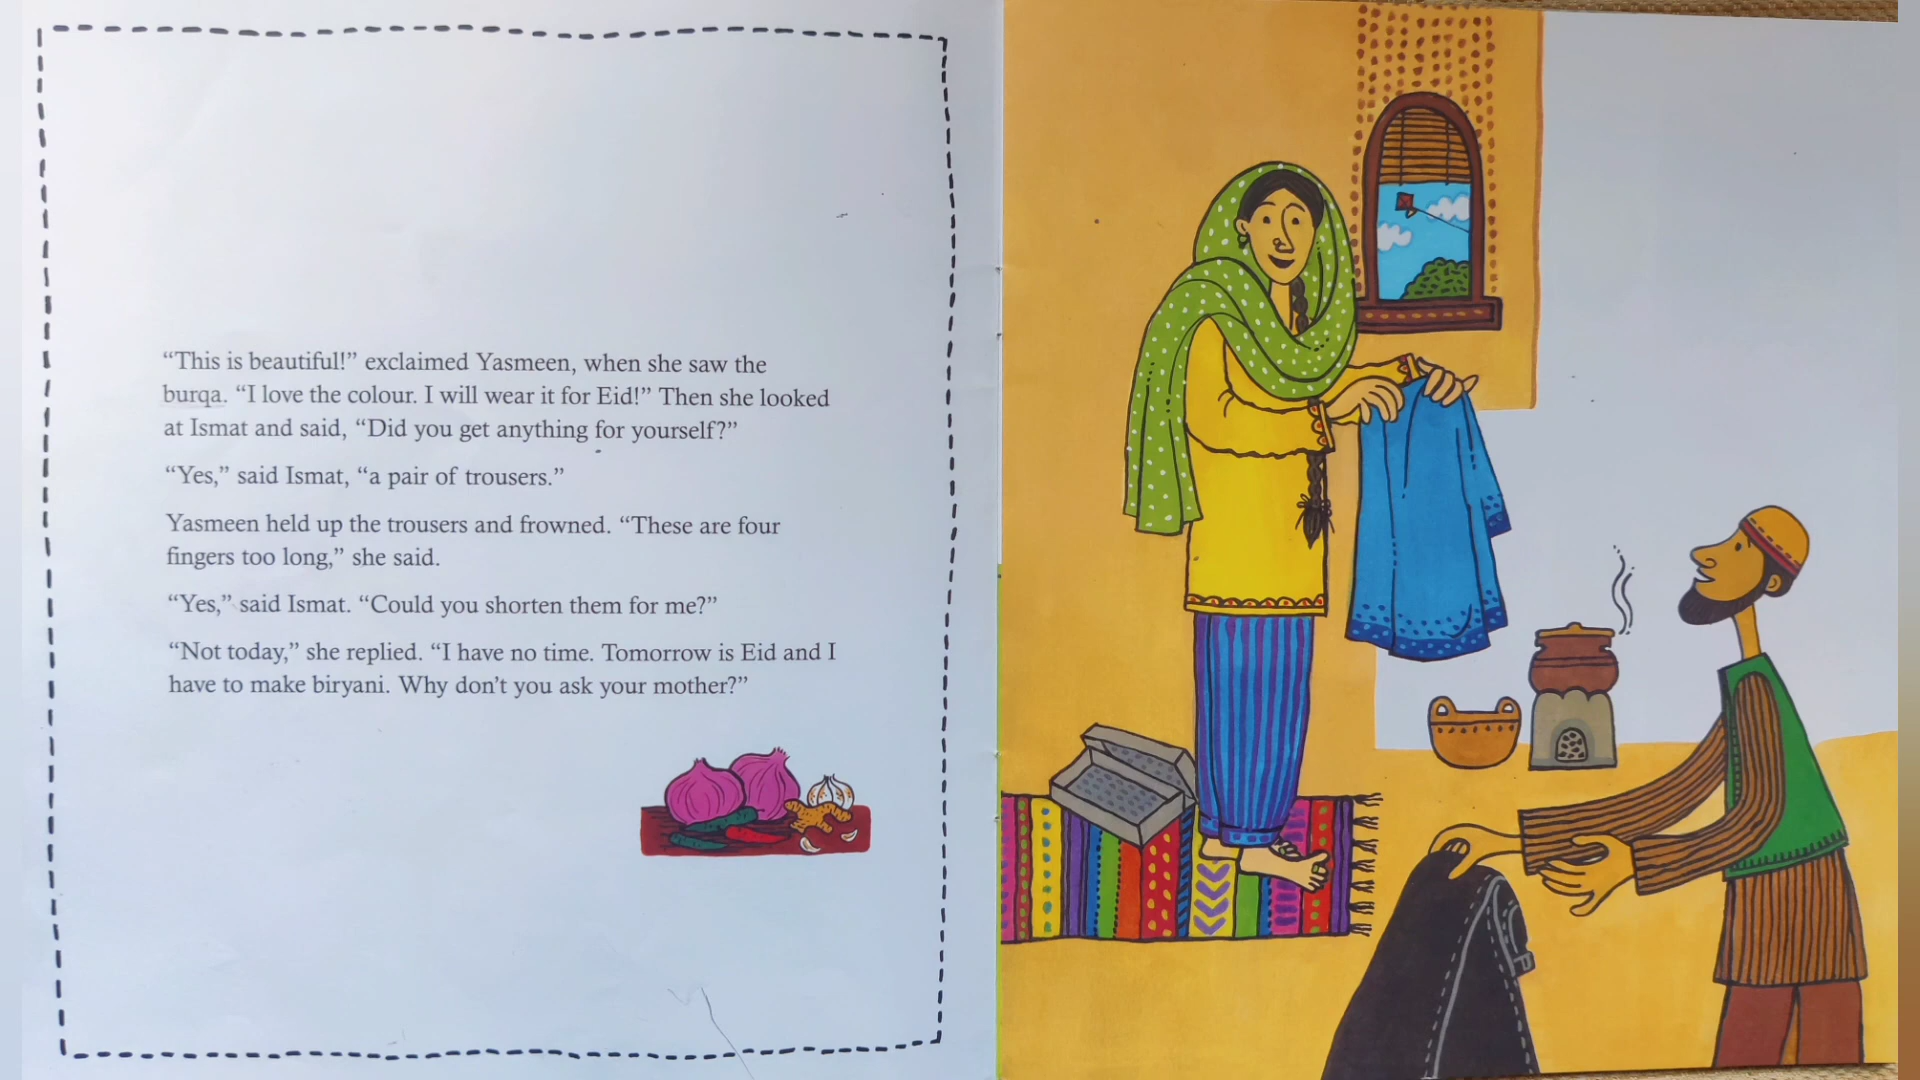 “This is beautiful!” exclaimed Yasmeen, when she saw the
burqa. “I love the colour. I will wear it for Eid!” Then she looked
at Ismat and said, “Did you get anything for yourself?”
“Yes,” said Ismat, “a pair of trousers.”
Yasmeen held up the trousers and frowned. “These are four
fingers too long,” she said.
“Yes,” said Ismat. “Could you shorten them for me?”
“Not today,” she replied. “I have no time. Tomorrow is Eid and I
have to make biryani. Why don’t you ask your mother?”